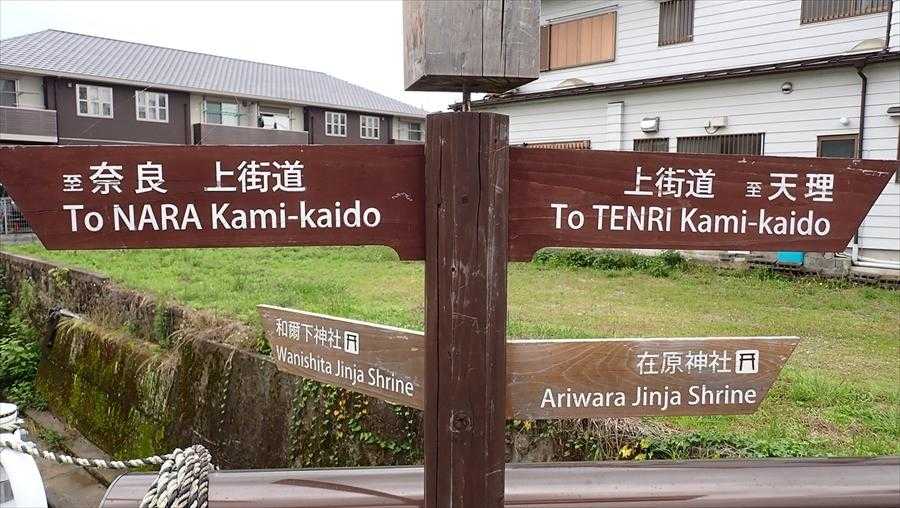 至奈良 上街道
To NARA Kami-kaido
上街道 至天理
To TENRi Kami-kaido
和爾下神社
Wanishita Jinja Shrine
在原神社
Ariwara Jinja Shrine